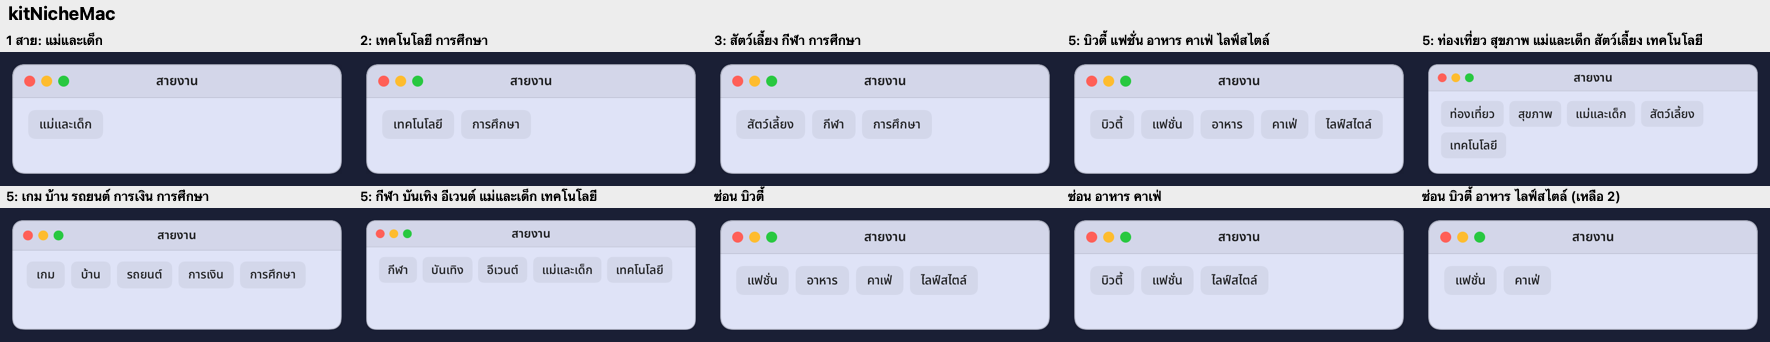 kitNicheMac
1 สาย: แม่และเด็ก
สายงาน
แม่และเด็ก
2: เทคโนโลยี การศึกษา
สายงาน
เทคโนโลยี การศึกษา
3: สัตว์เลี้ยง กีฬา การศึกษา
สายงาน
สัตว์เลี้ยง กีฬา การศึกษา
5: บิวตี้ แฟชั่น อาหาร คาเฟ่ ไลฟ์สไตล์
สายงาน
บิวตี้ แฟชั่น อาหาร คาเฟ่ ไลฟ์สไตล์
5: ท่องเที่ยว สุขภาพ แม่และเด็ก สัตว์เลี้ยง เทคโนโลยี
สายงาน
ท่องเที่ยว สุขภาพ แม่และเด็ก สัตว์เลี้ยง
เทคโนโลยี
5: เกม บ้าน รถยนต์ การเงิน การศึกษา
สายงาน
เกม บ้าน รถยนต์ การเงิน การศึกษา
5: กีฬา บันเทิง อีเวนต์ แม่และเด็ก เทคโนโลยี
สายงาน
กีฬา บันเทิง อีเวนต์ แม่และเด็ก เทคโนโลยี
ซ่อน บิวตี้
สายงาน
แฟชั่น อาหาร คาเฟ่ ไลฟ์สไตล์
ซ่อน อาหาร คาเฟ่
สายงาน
บิวตี้ แฟชั่น ไลฟ์สไตล์
ซ่อน บิวตี้ อาหาร ไลฟ์สไตล์ (เหลือ 2)
สายงาน
แฟชั่น คาเฟ่